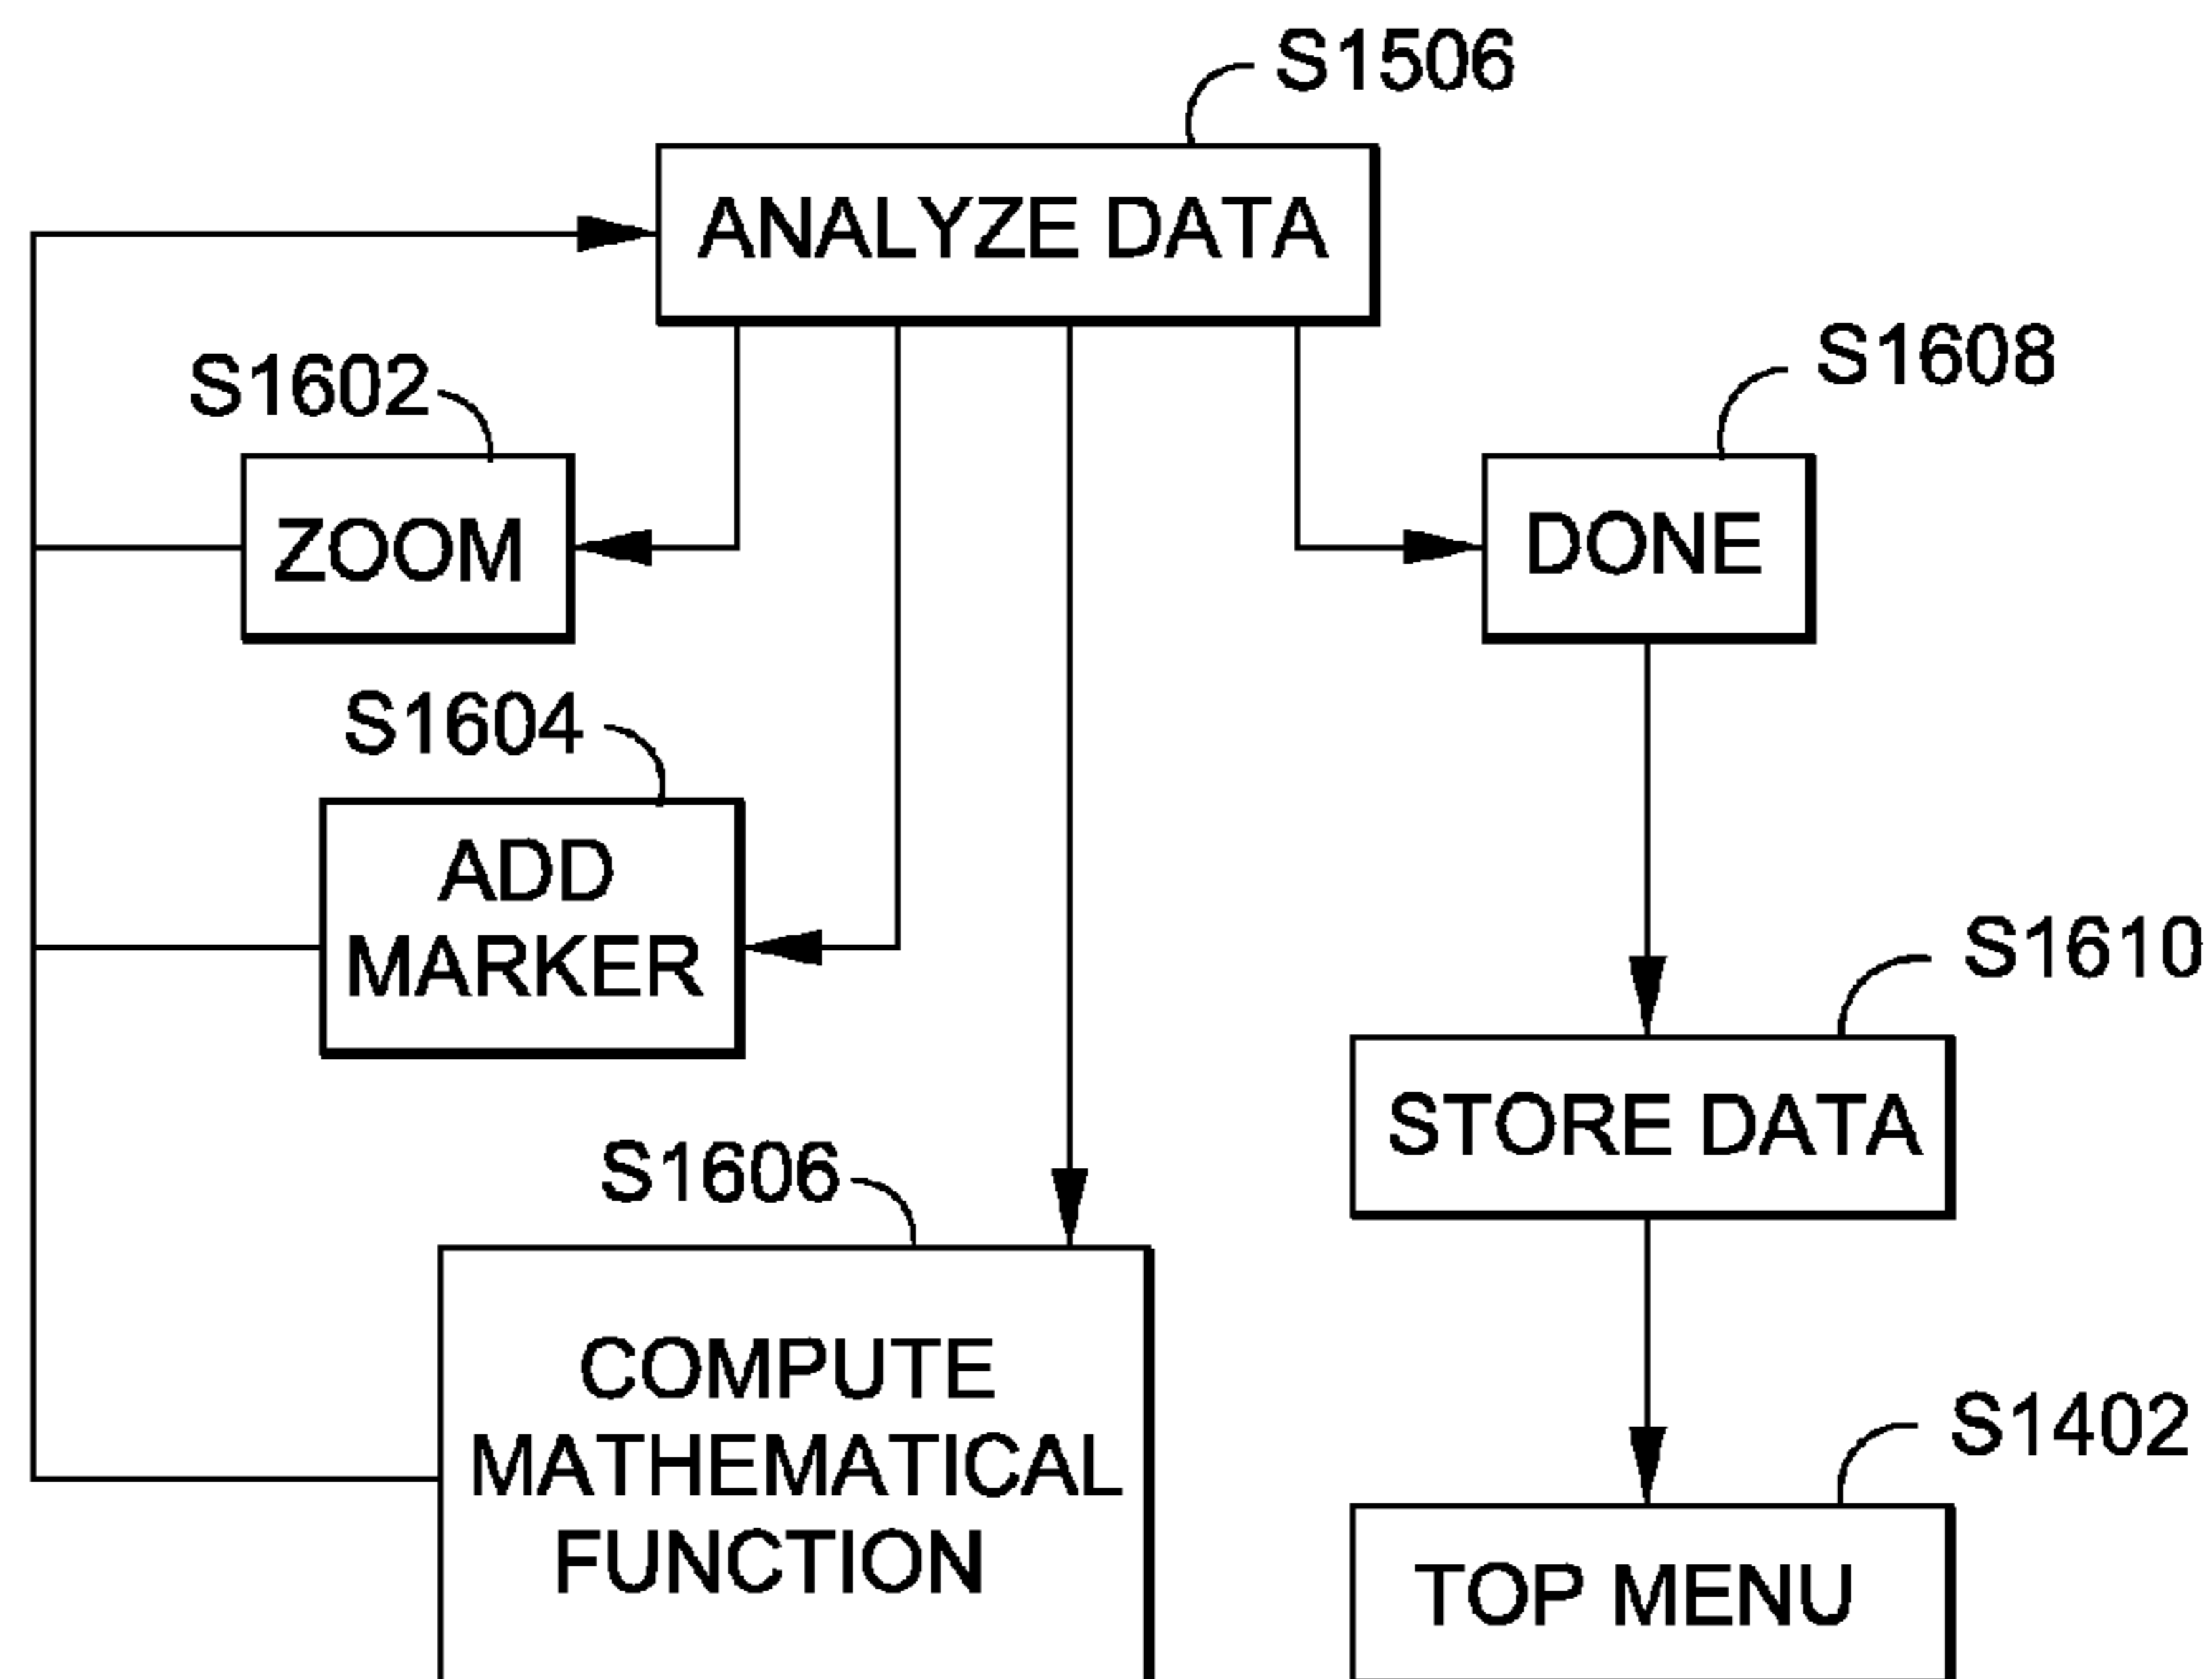 S1506
ANALYZE DATA
S1602
ZOOM
S1608
DONE
S1604
ADD
MARKER
S1610
STORE DATA
S1606
COMPUTE
MATHEMATICAL
FUNCTION
S1402
TOP MENU